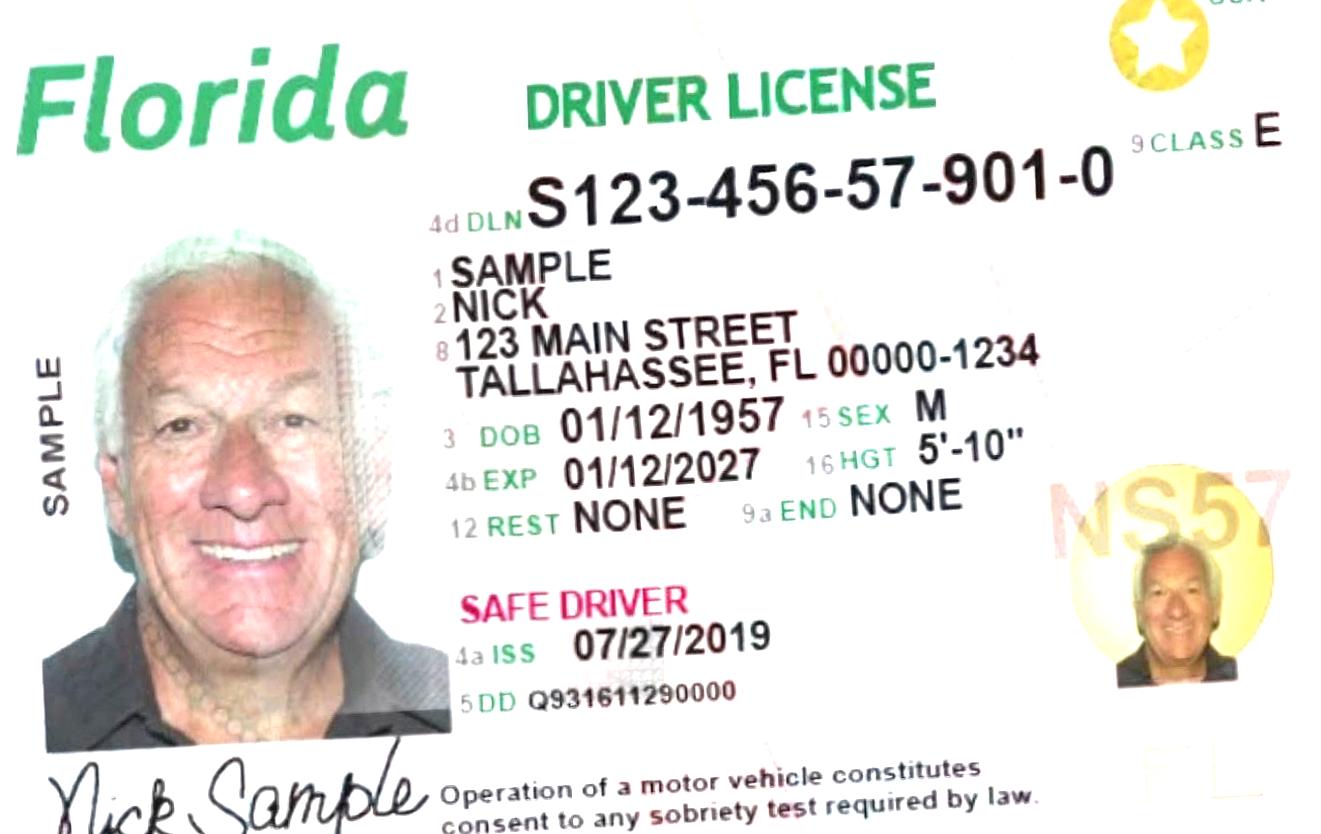 Florida
DRIVER LICENSE
9 CLASS E
4d DLN S123-456-57-901-0
1 SAMPLE
2 NICK
8 123 MAIN STREET
TALLAHASSEE, FL 00000-1234
3 DOB 01/12/1957 15 SEX M
4b EXP 01/12/2027 16 HGT 5'-10"
12 REST NONE 9a END NONE
NS57
SAMPLE
SAFE DRIVER
4a ISS 07/27/2019
5 DD Q931611290000
FL
Nick Sample
Operation of a motor vehicle constitutes
consent to any sobriety test required by law.